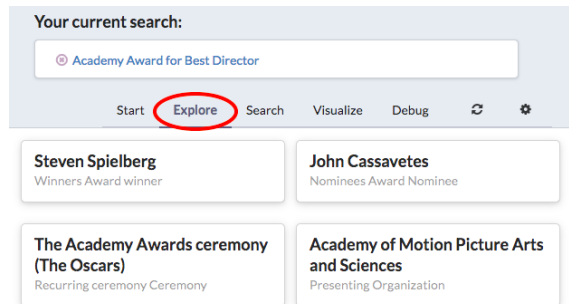 Your current search:
Academy Award for Best Director
Start Explore Search Visualize Debug
Steven Spielberg
Winners Award winner
John Cassavetes
Nominees Award Nominee
The Academy Awards ceremony
(The Oscars)
Recurring ceremony Ceremony
Academy of Motion Picture Arts
and Sciences
Presenting Organization